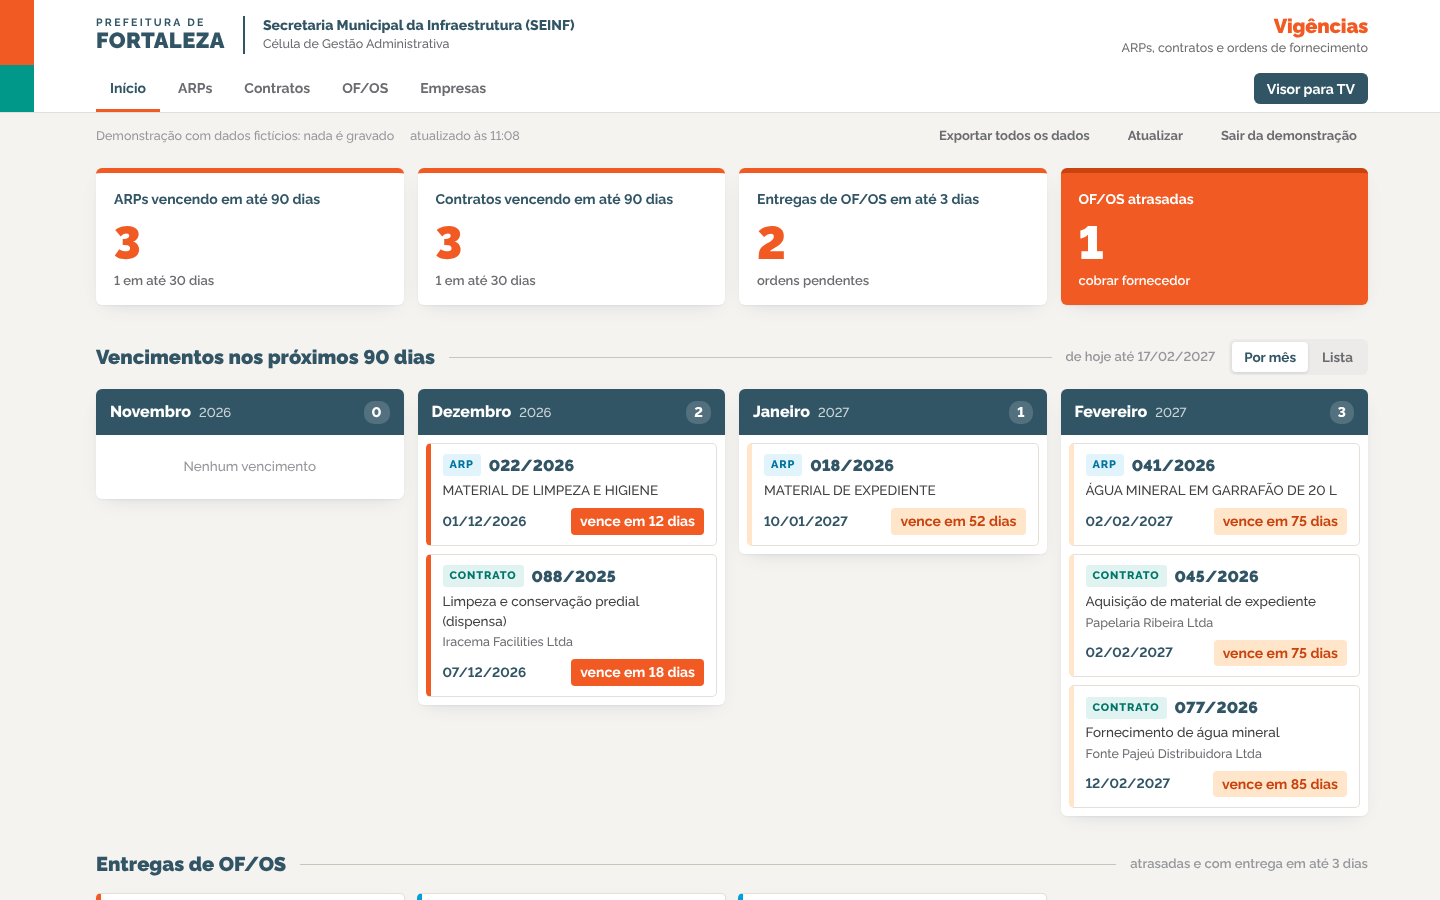 PREFEITURA DE
FORTALEZA
Secretaria Municipal da Infraestrutura (SEINF)
Célula de Gestão Administrativa
Vigências
ARPs, contratos e ordens de fornecimento
Início ARPs Contratos OF/OS Empresas
Visor para TV
Demonstração com dados fictícios: nada é gravado atualizado às 11:08
Exportar todos os dados Atualizar Sair da demonstração
ARPs vencendo em até 90 dias
3
1 em até 30 dias
Contratos vencendo em até 90 dias
3
1 em até 30 dias
Entregas de OF/OS em até 3 dias
2
ordens pendentes
OF/OS atrasadas
1
cobrar fornecedor
Vencimentos nos próximos 90 dias
de hoje até 17/02/2027
Por mês Lista
Novembro 2026 0
Nenhum vencimento
Dezembro 2026 2
ARP 022/2026
MATERIAL DE LIMPEZA E HIGIENE
01/12/2026 vence em 12 dias
CONTRATO 088/2025
Limpeza e conservação predial
(dispensa)
Iracema Facilities Ltda
07/12/2026 vence em 18 dias
Janeiro 2027 1
ARP 018/2026
MATERIAL DE EXPEDIENTE
10/01/2027 vence em 52 dias
Fevereiro 2027 3
ARP 041/2026
ÁGUA MINERAL EM GARRAFÃO DE 20 L
02/02/2027 vence em 75 dias
CONTRATO 045/2026
Aquisição de material de expediente
Papelaria Ribeira Ltda
02/02/2027 vence em 75 dias
CONTRATO 077/2026
Fornecimento de água mineral
Fonte Pajeú Distribuidora Ltda
12/02/2027 vence em 85 dias
Entregas de OF/OS
atrasadas e com entrega em até 3 dias